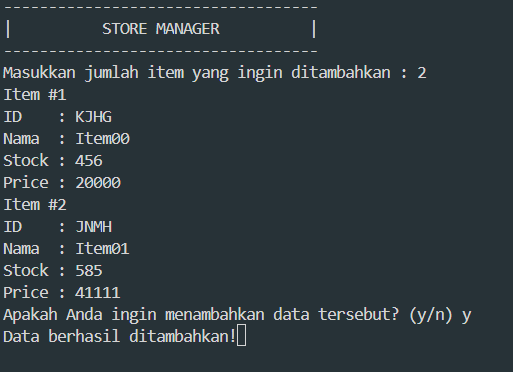 -----------------------------------
|          STORE MANAGER          |
-----------------------------------
Masukkan jumlah item yang ingin ditambahkan : 2
Item #1
ID    : KJHG
Nama  : Item00
Stock : 456
Price : 20000
Item #2
ID    : JNMH
Nama  : Item01
Stock : 585
Price : 41111
Apakah Anda ingin menambahkan data tersebut? (y/n) y
Data berhasil ditambahkan!